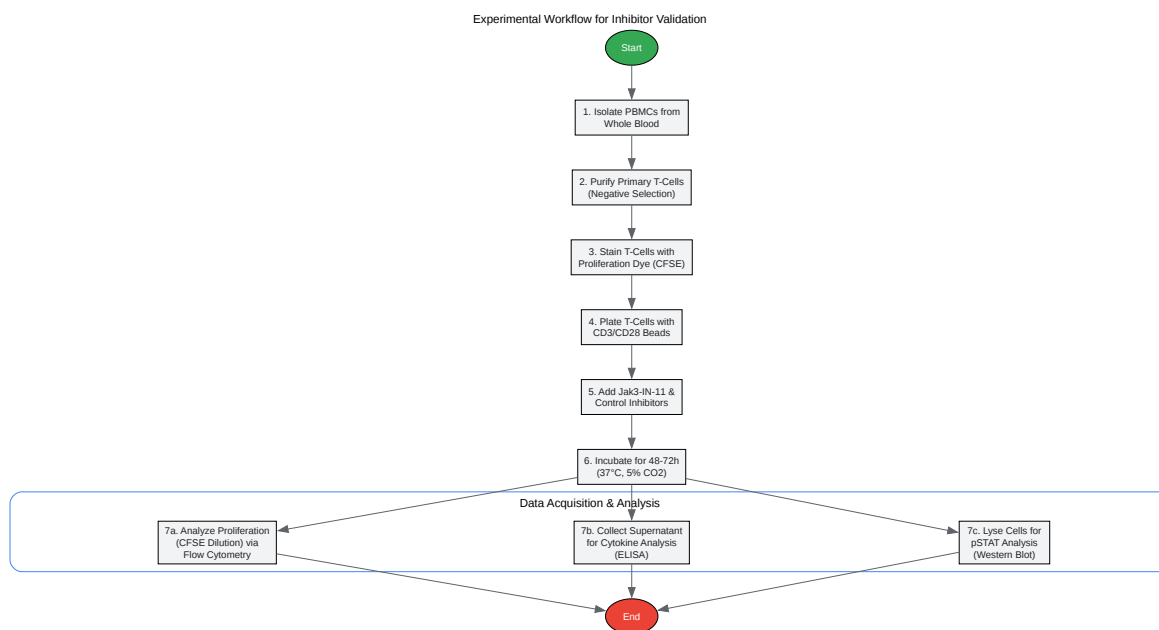 Experimental Workflow for Inhibitor Validation
Start
1. Isolate PBMCs from
Whole Blood
2. Purify Primary T-Cells
(Negative Selection)
3. Stain T-Cells with
Proliferation Dye (CFSE)
4. Plate T-Cells with
CD3/CD28 Beads
5. Add Jak3-IN-11 &
Control Inhibitors
6. Incubate for 48-72h
(37°C, 5% CO2)
Data Acquisition & Analysis
7a. Analyze Proliferation
(CFSE Dilution) via
Flow Cytometry
7b. Collect Supernatant
for Cytokine Analysis
(ELISA)
7c. Lyse Cells for
pSTAT Analysis
(Western Blot)
End